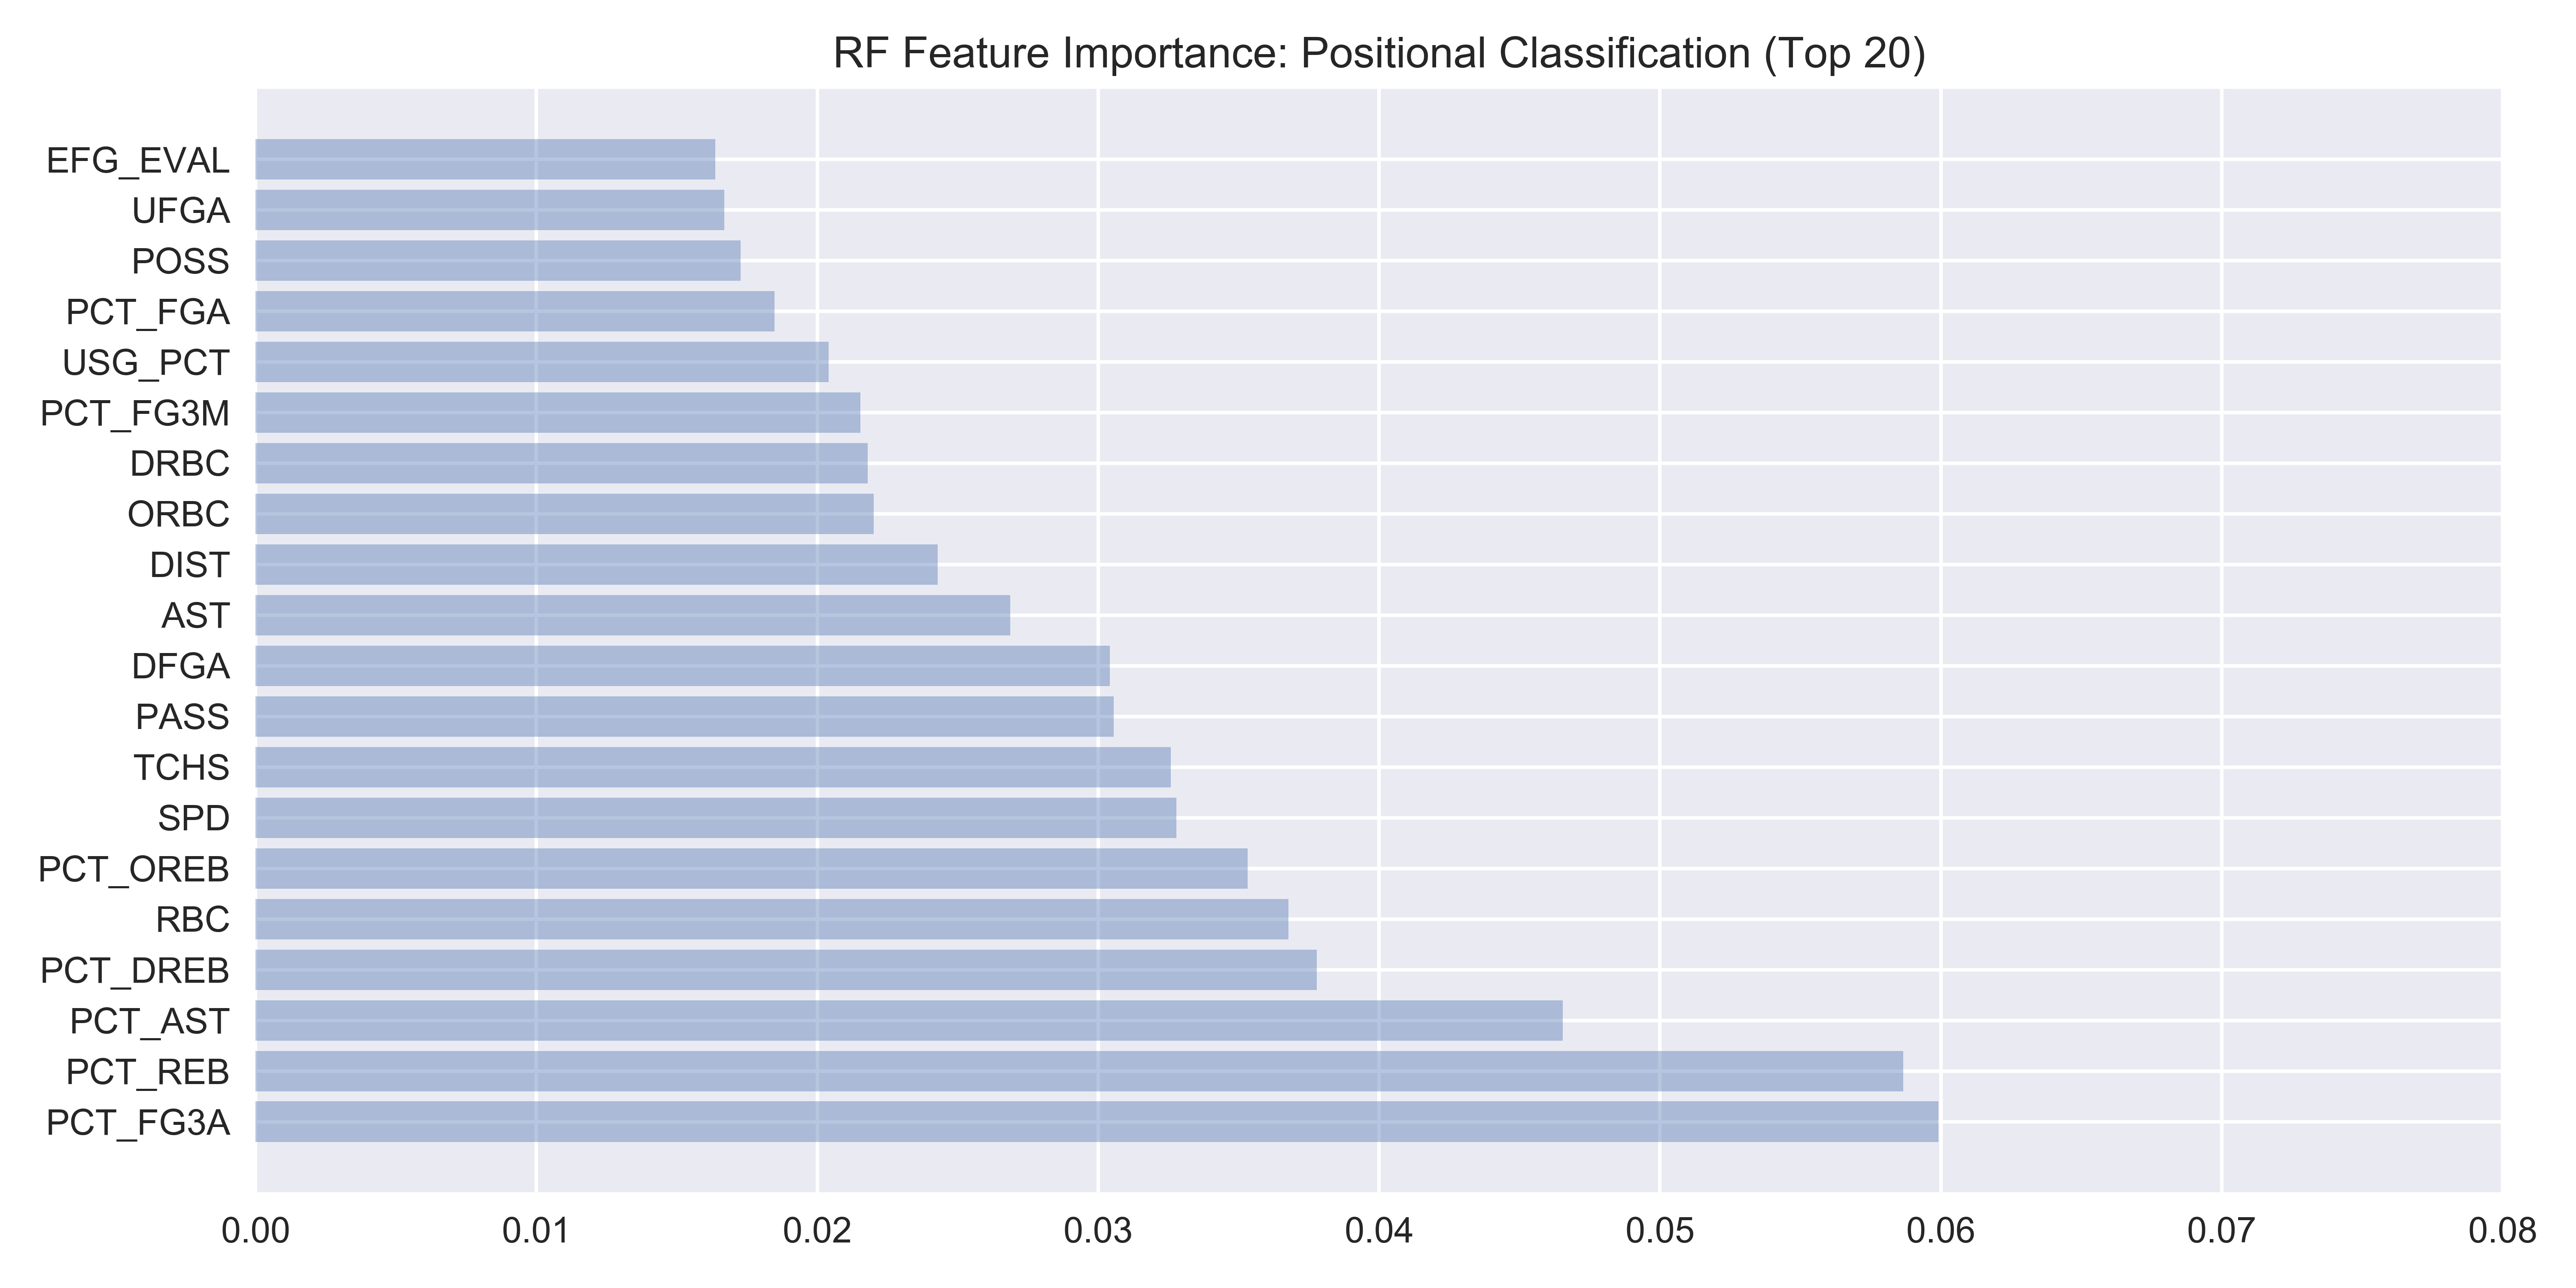 RF Feature Importance: Positional Classification (Top 20)
EFG_EVAL
UFGA
POSS
PCT_FGA
USG_PCT
PCT_FG3M
DRBC
ORBC
DIST
AST
DFGA
PASS
TCHS
SPD
PCT_OREB
RBC
PCT_DREB
PCT_AST
PCT_REB
PCT_FG3A
0.00 0.01 0.02 0.03 0.04 0.05 0.06 0.07 0.08